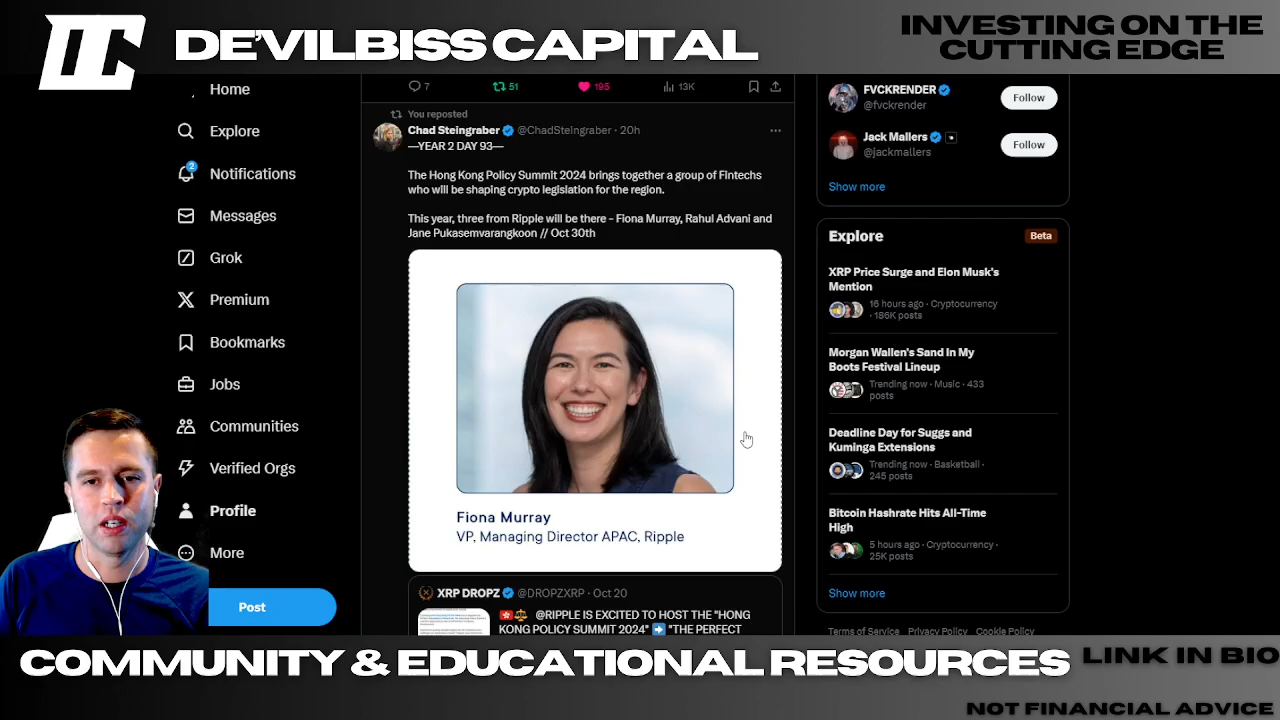 DE'VILBISS CAPITAL
INVESTING ON THE
CUTTING EDGE
Home
Explore
2
Notifications
Messages
Grok
Premium
Bookmarks
Jobs
Communities
Verified Orgs
Profile
More
Post
7
51
195
13K
You reposted
Chad Steingraber @ChadSteingraber · 20h
—YEAR 2 DAY 93—
The Hong Kong Policy Summit 2024 brings together a group of Fintechs
who will be shaping crypto legislation for the region.
This year, three from Ripple will be there - Fiona Murray, Rahul Advani and
Jane Pukasemvarangkoon // Oct 30th
Fiona Murray
VP, Managing Director APAC, Ripple
XRP DROPZ @DROPZXRP · Oct 20
@RIPPLE IS EXCITED TO HOST THE "HONG
KONG POLICY SUMMIT 2024" ➡️ "THE PERFECT
FVCKRENDER
@fvckrender
Follow
Jack Mallers
@jackmallers
Follow
Show more
Explore
Beta
XRP Price Surge and Elon Musk's
Mention
16 hours ago · Cryptocurrency
· 186K posts
Morgan Wallen's Sand In My
Boots Festival Lineup
Trending now · Music · 433
posts
Deadline Day for Suggs and
Kuminga Extensions
Trending now · Basketball ·
245 posts
Bitcoin Hashrate Hits All-Time
High
5 hours ago · Cryptocurrency ·
25K posts
Show more
Terms of Service Privacy Policy Cookie Policy
COMMUNITY & EDUCATIONAL RESOURCES
LINK IN BIO
NOT FINANCIAL ADVICE